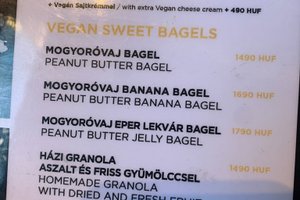 + Vegán Sajtkrémmel / with extra Vegan cheese cream + 490 HUF
VEGAN SWEET BAGELS
MOGYORÓVAJ BAGEL 1490 HUF
PEANUT BUTTER BAGEL
MOGYORÓVAJ BANANA BAGEL 1690 HUF
PEANUT BUTTER BANANA BAGEL
MOGYORÓVAJ EPER LEKVÁR BAGEL 1790 HUF
PEANUT BUTTER JELLY BAGEL
HÁZI GRANOLA 1490 HUF
ASZALT ÉS FRISS GYÜMÖLCCSEL
HOMEMADE GRANOLA
WITH DRIED AND FRESH FRUIT